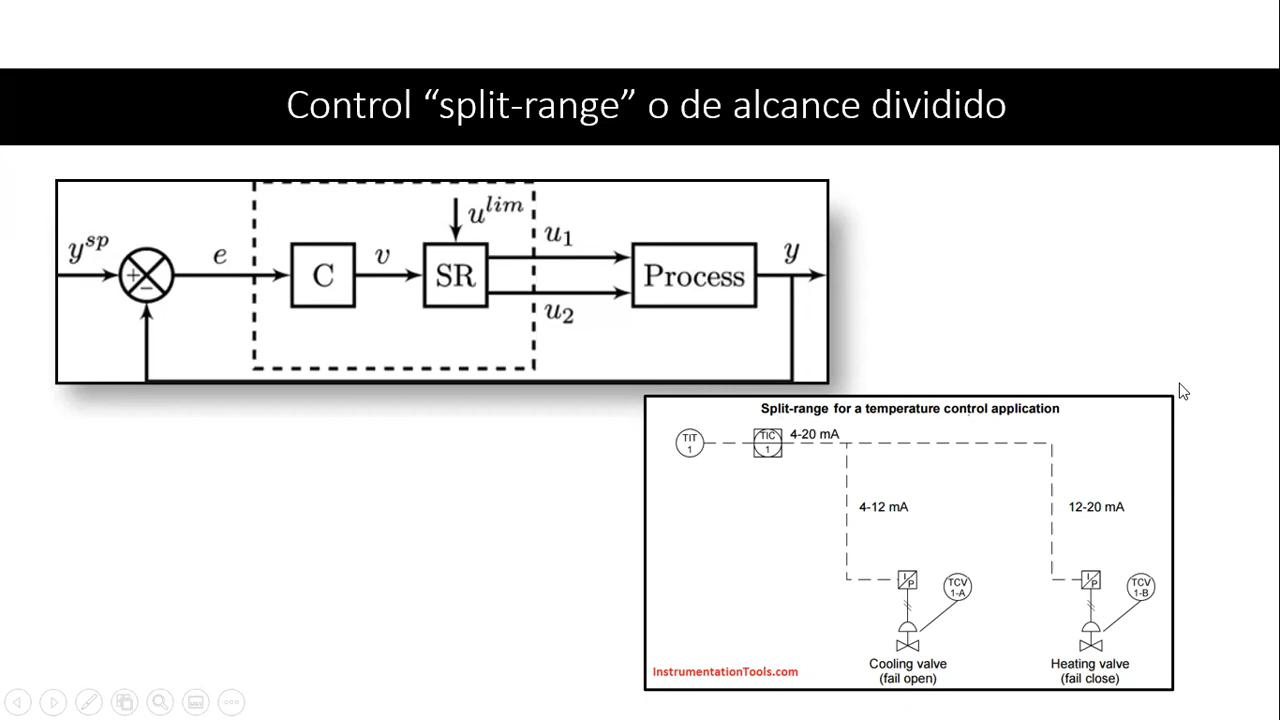 Control “split-range” o de alcance dividido
y^{sp}
+
−
e
C
v
u^{lim}
SR
u_1
u_2
Process
y
Split-range for a temperature control application
TIT
1
TIC
1
4-20 mA
4-12 mA
12-20 mA
I/P
TCV
1-A
I/P
TCV
1-B
Cooling valve
(fail open)
Heating valve
(fail close)
InstrumentationTools.com